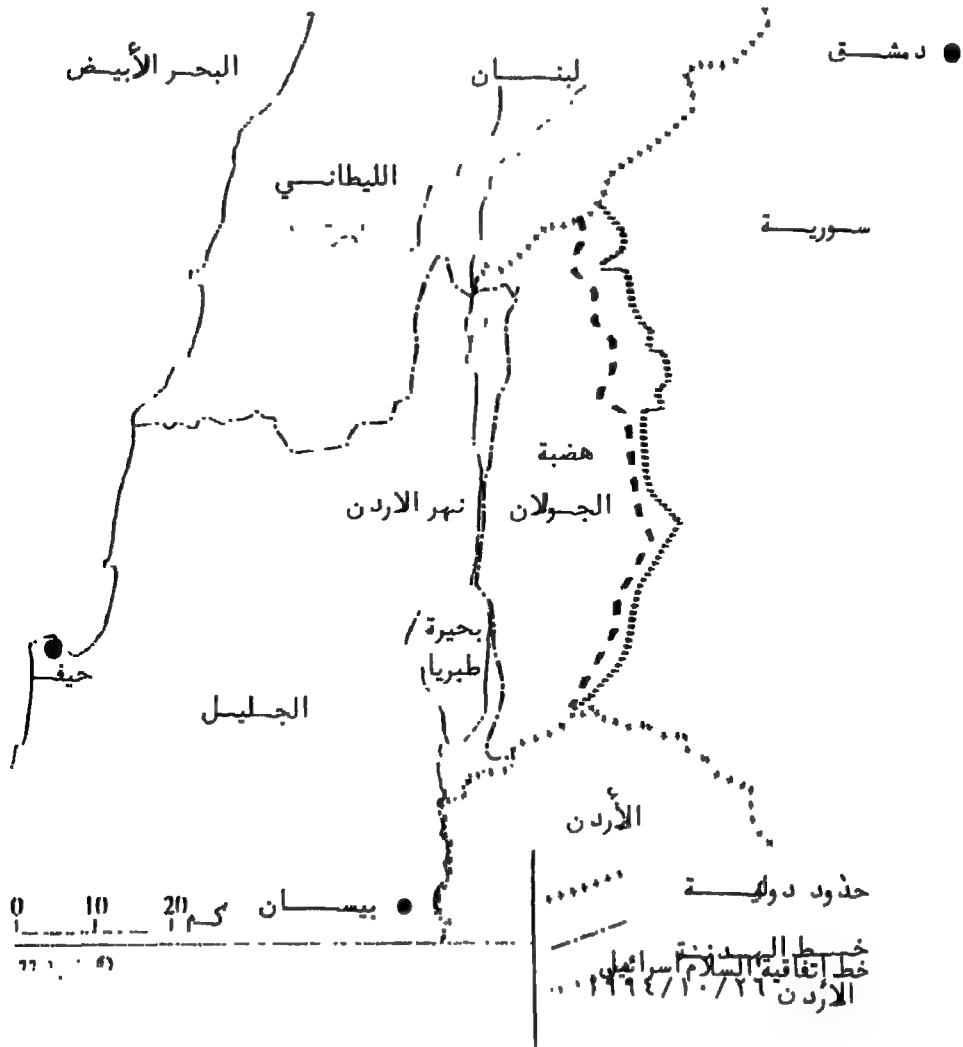 البحر الأبيض
لبنان
دمشق
الليطاني
سورية
هضبة
الجولان
نهر الاردن
بحيرة
طبريا
حيفا
الجليل
الأردن
بيسان
0 10 20 كم
حدود دولية
خط الهدنة
خط إتفاقية السلام اسرائيل
الأردن ١٩٩٤/١٠/٢٦